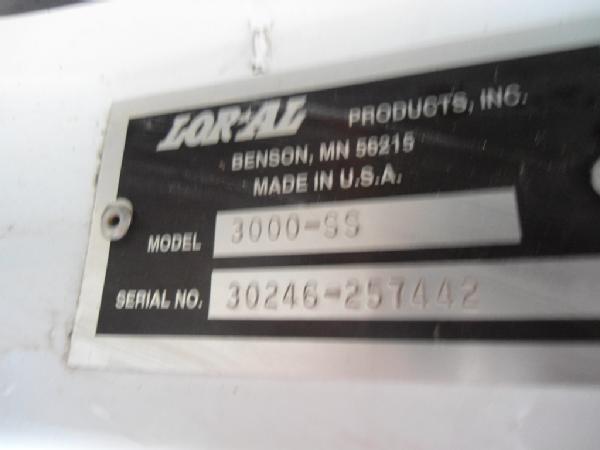 LOR*AL PRODUCTS, INC.
BENSON, MN 56215
MADE IN U.S.A.
MODEL 3000-SS
SERIAL NO. 30246-257442